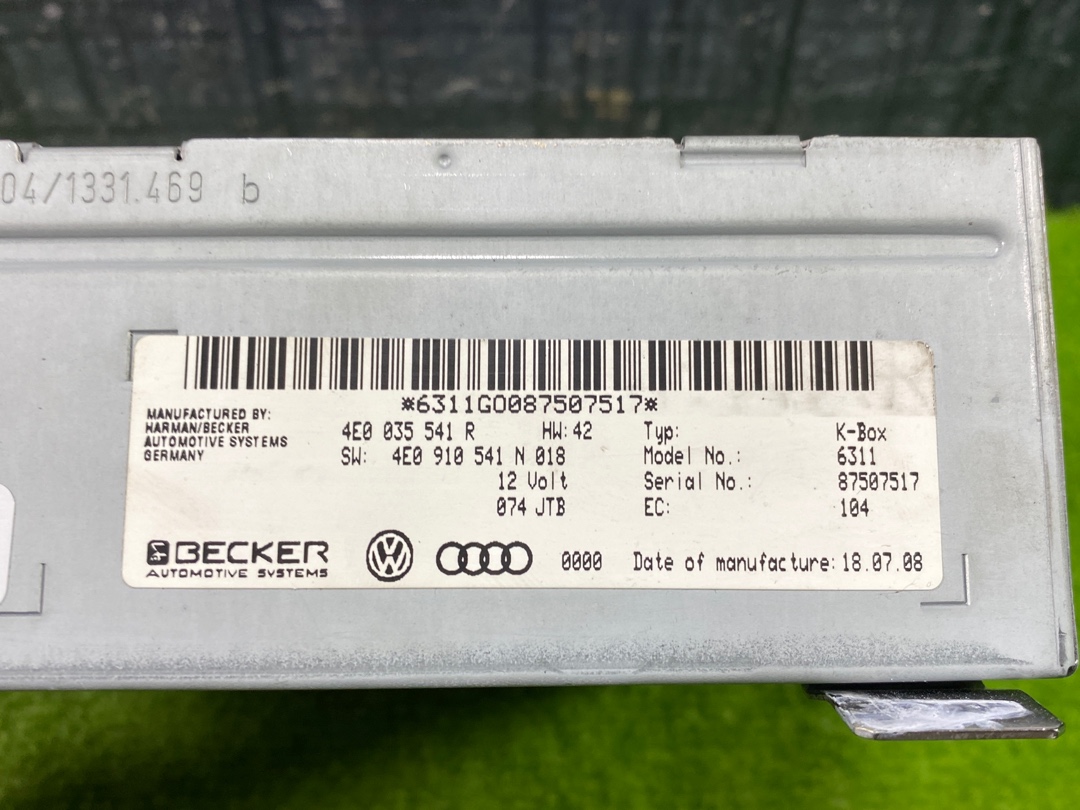 04/1331.469 b
*6311GO087507517*
MANUFACTURED BY:
HARMAN/BECKER
AUTOMOTIVE SYSTEMS
GERMANY
4E0 035 541 R HW:42
SW: 4E0 910 541 N 018
12 Volt
074 JTB
Typ: K-Box
Model No.: 6311
Serial No.: 87507517
EC: 104
BECKER
AUTOMOTIVE SYSTEMS
VW
0000 Date of manufacture: 18.07.08